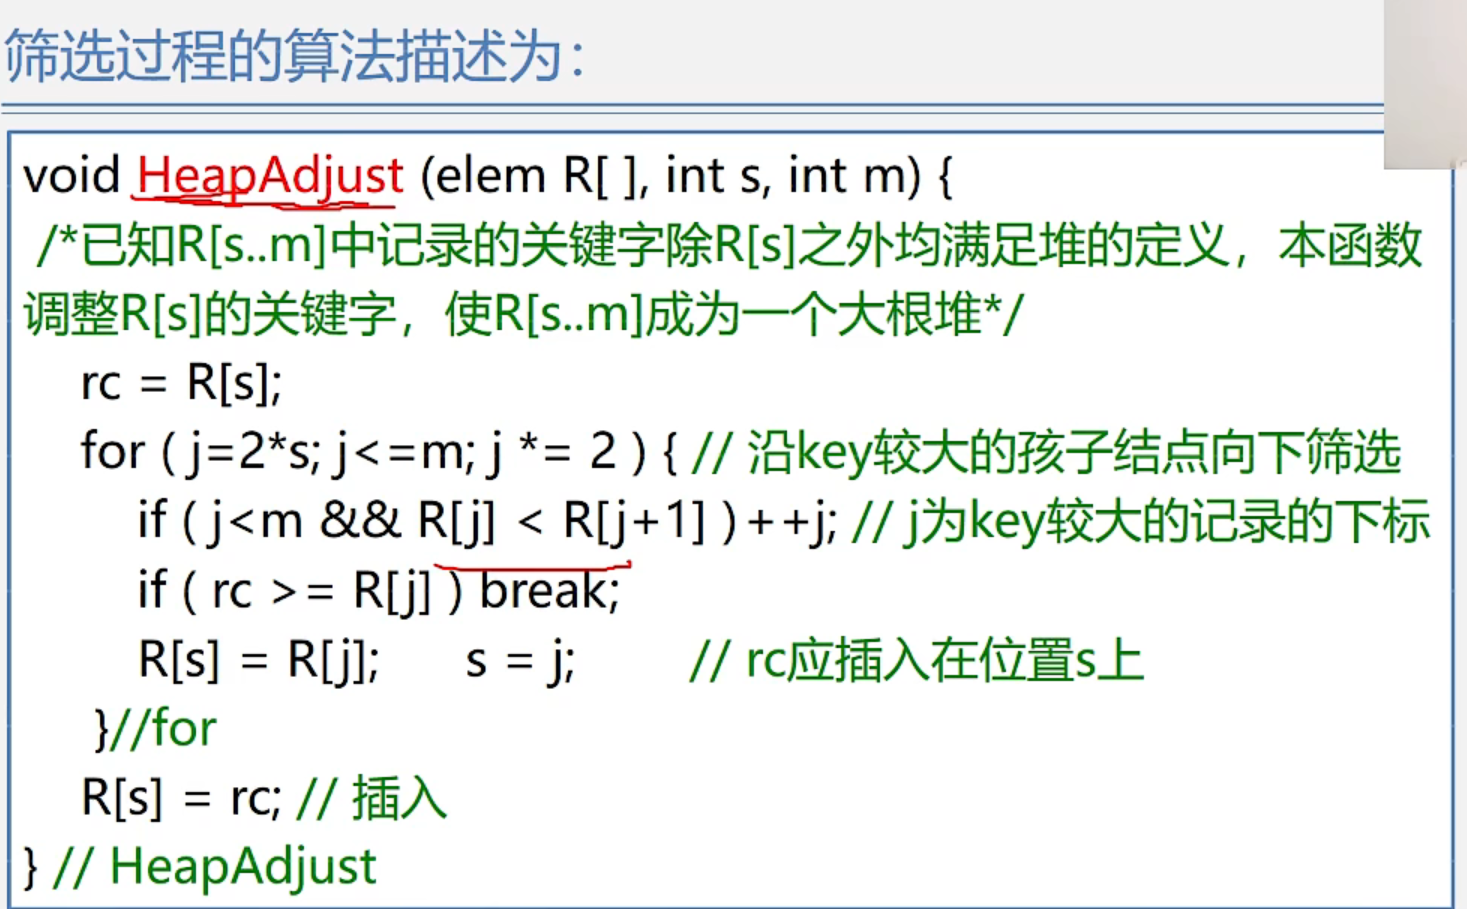 筛选过程的算法描述为：
void HeapAdjust (elem R[ ], int s, int m) {
/*已知R[s..m]中记录的关键字除R[s]之外均满足堆的定义，本函数
调整R[s]的关键字，使R[s..m]成为一个大根堆*/
rc = R[s];
for ( j=2*s; j<=m; j *= 2 ) { // 沿key较大的孩子结点向下筛选
if ( j<m && R[j] < R[j+1] ) ++j; // j为key较大的记录的下标
if ( rc >= R[j] ) break;
R[s] = R[j]; s = j; // rc应插入在位置s上
}//for
R[s] = rc; // 插入
} // HeapAdjust